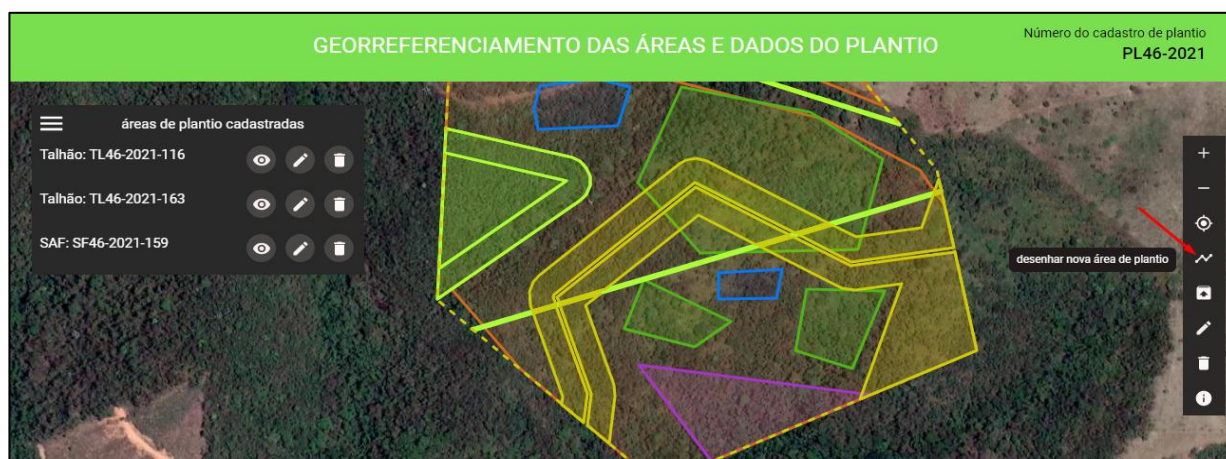 GEORREFERENCIAMENTO DAS ÁREAS E DADOS DO PLANTIO
Número do cadastro de plantio
PL46-2021
áreas de plantio cadastradas
Talhão: TL46-2021-116
Talhão: TL46-2021-163
SAF: SF46-2021-159
desenhar nova área de plantio